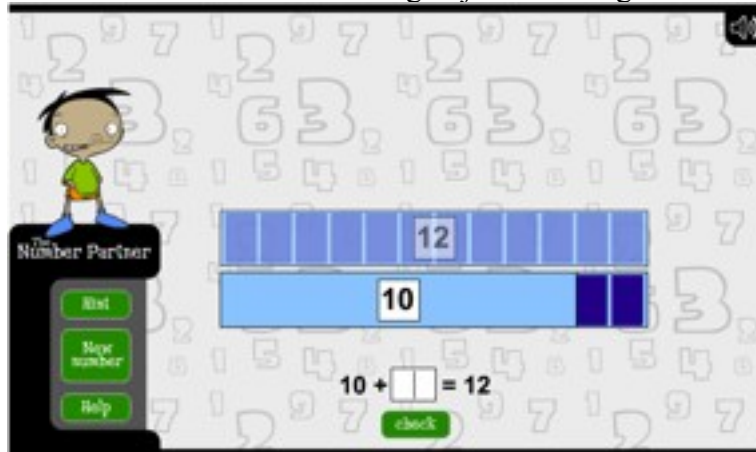 12
The
Number Partner
10
Hint
New
number
Help
10 + = 12
check